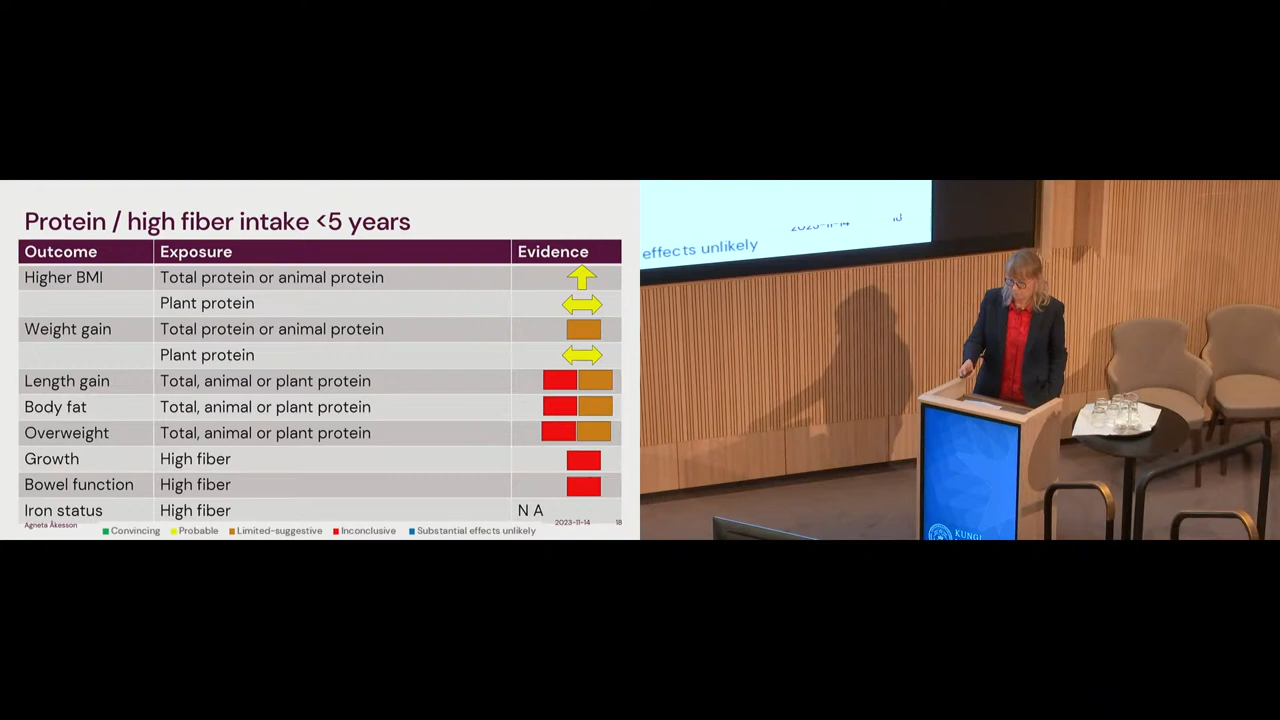 Protein / high fiber intake <5 years
Outcome Exposure Evidence
Higher BMI Total protein or animal protein
Plant protein
Weight gain Total protein or animal protein
Plant protein
Length gain Total, animal or plant protein
Body fat Total, animal or plant protein
Overweight Total, animal or plant protein
Growth High fiber
Bowel function High fiber
Iron status High fiber N A
Agneta Åkesson 2023-11-14 18
Convincing Probable Limited-suggestive Inconclusive Substantial effects unlikely
2023-11-14 18
effects unlikely
KUNGL